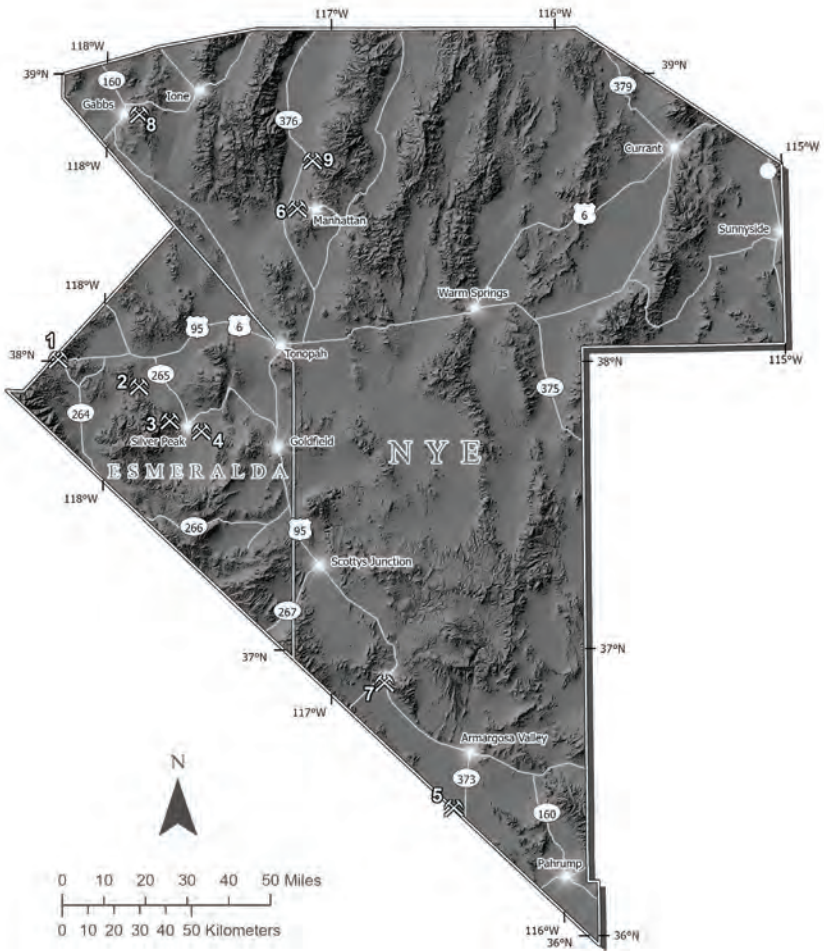 117°W
116°W
118°W
39°N
160
Gabbs
Ione
8
376
9
6
Manhattan
118°W
379
39°N
Currant
115°W
Sunnyside
6
Warm Springs
118°W
95
6
Tonopah
1
38°N
2
265
264
3
Silver Peak
4
Goldfield
ESMERALDA
NYE
375
38°N
115°W
118°W
266
95
Scottys Junction
267
37°N
37°N
117°W
7
Armargosa Valley
373
5
160
Pahrump
116°W
36°N
36°N
N
0 10 20 30 40 50 Miles
0 10 20 30 40 50 Kilometers